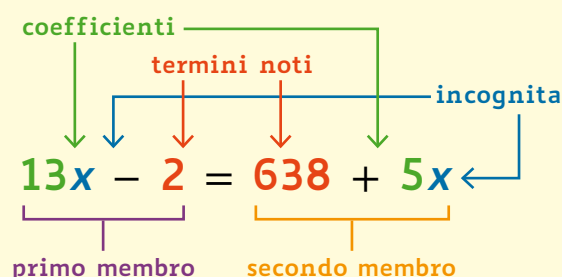 coefficienti
termini noti
incognita
13x − 2 = 638 + 5x
primo membro
secondo membro